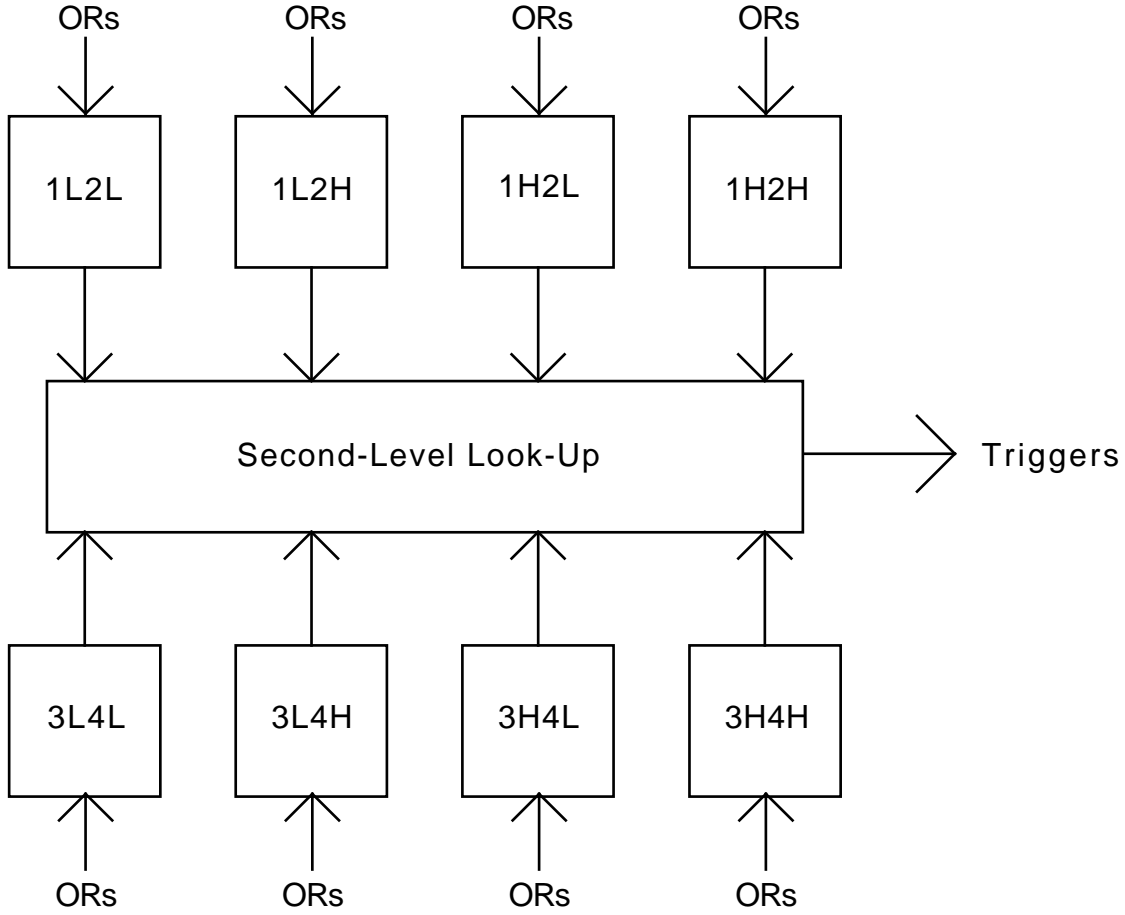 ORs ORs ORs ORs
1L2L 1L2H 1H2L 1H2H
Second-Level Look-Up Triggers
3L4L 3L4H 3H4L 3H4H
ORs ORs ORs ORs